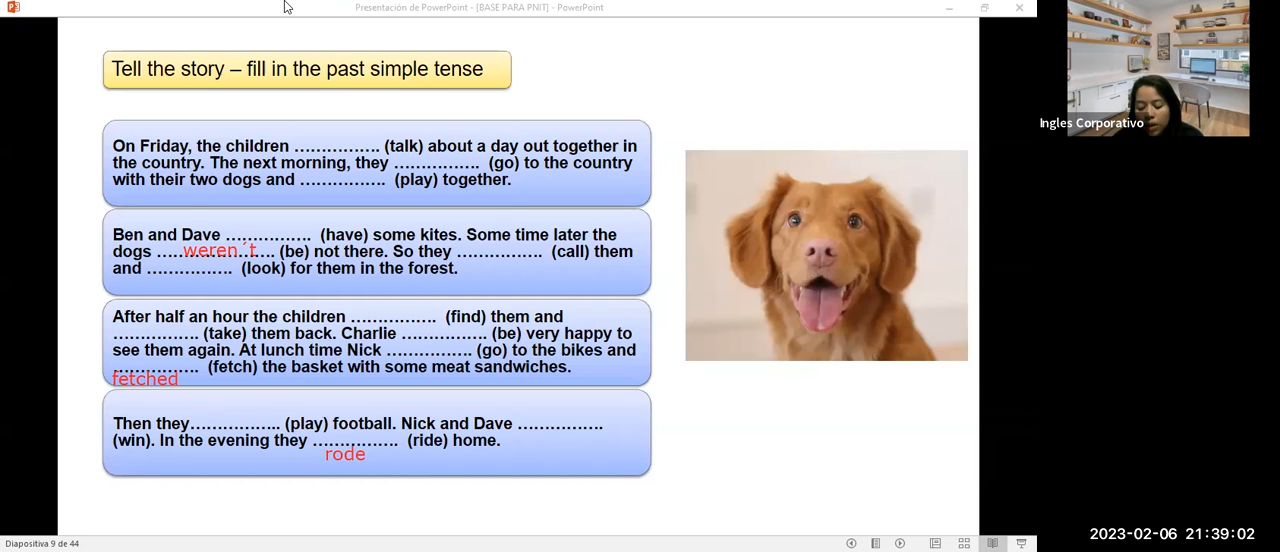 Presentación de PowerPoint - [BASE PARA PNIT] - PowerPoint
Tell the story – fill in the past simple tense
On Friday, the children ……………. (talk) about a day out together in
the country. The next morning, they ……………. (go) to the country
with their two dogs and ……………. (play) together.
Ben and Dave ……………. (have) some kites. Some time later the
dogs …………………. (be) not there. So they ……………. (call) them
weren´t
and ……………. (look) for them in the forest.
After half an hour the children ……………. (find) them and
……………. (take) them back. Charlie ……………. (be) very happy to
see them again. At lunch time Nick ……………. (go) to the bikes and
……………. (fetch) the basket with some meat sandwiches.
fetched
Then they…………….. (play) football. Nick and Dave …………….
(win). In the evening they ……………. (ride) home.
rode
Ingles Corporativo
Diapositiva 9 de 44
2023-02-06 21:39:02